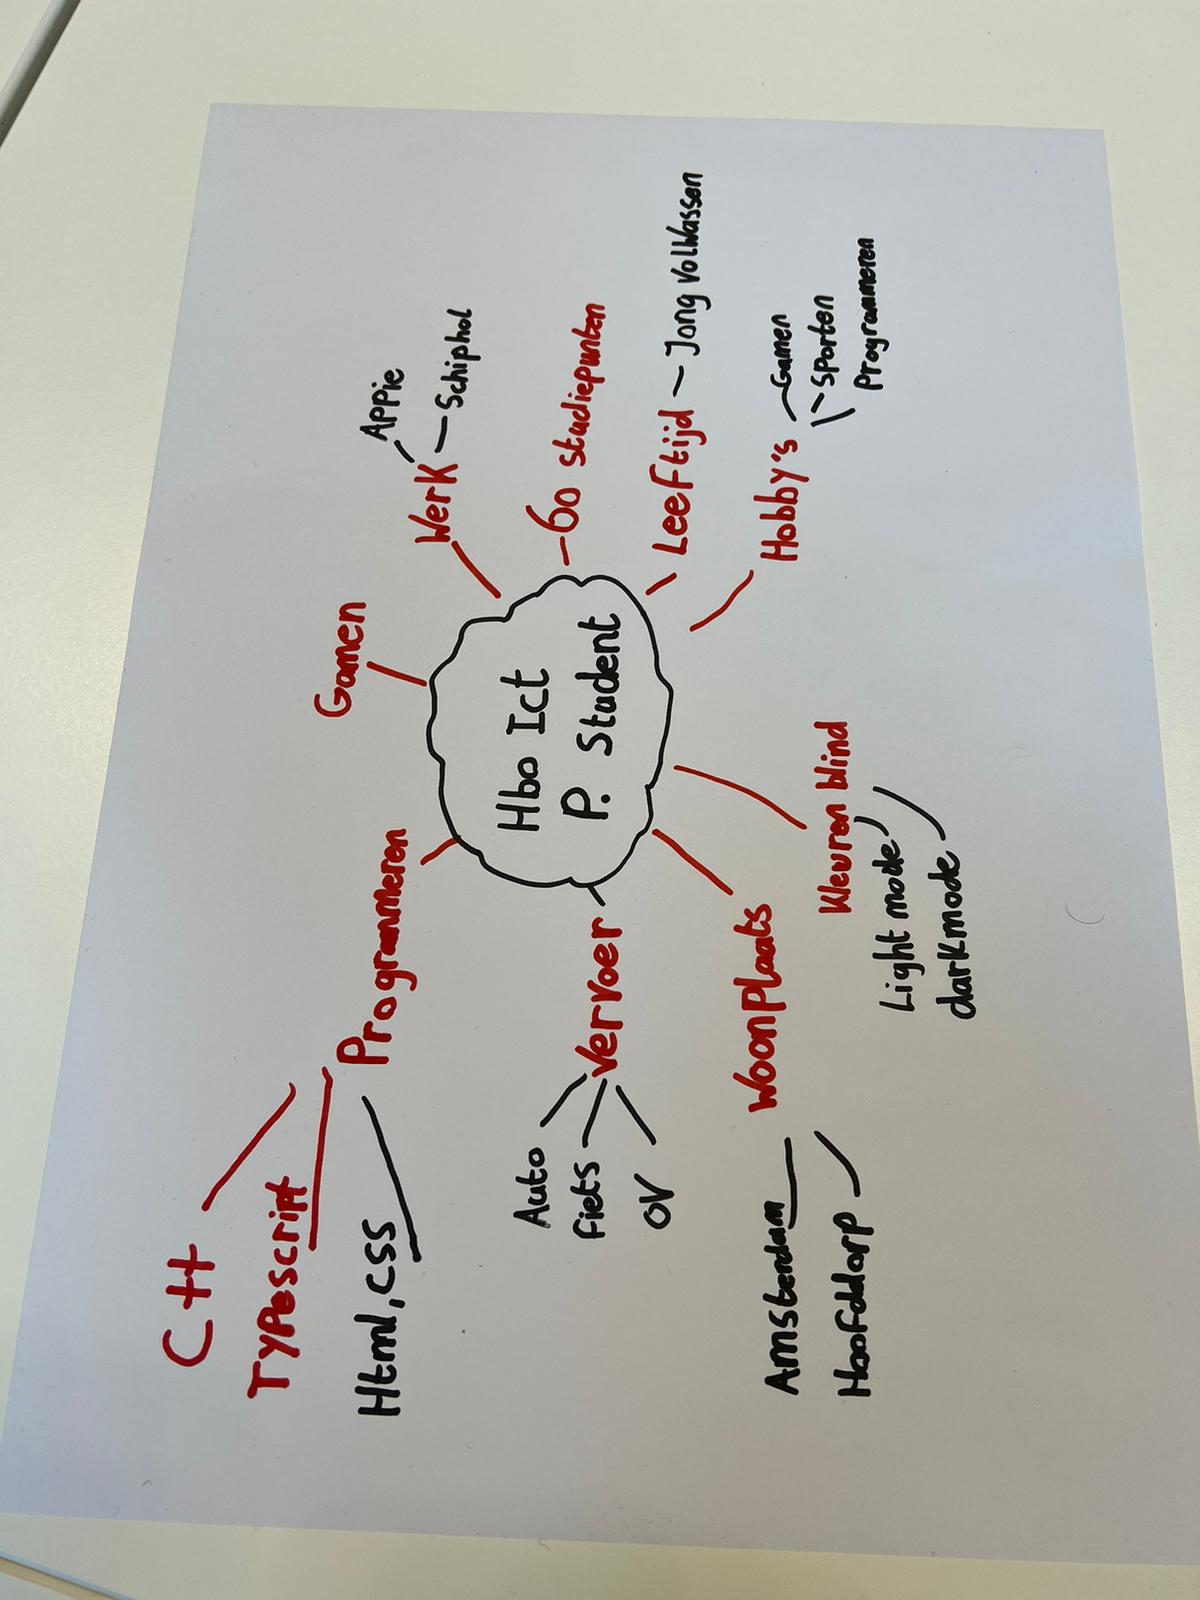 C++
Typescript
Html, CSS
Programmeren
Gamen
Werk
Appie
Schiphol
Hbo Ict
P. Student
60 studiepunten
Leeftijd
Jong volwassen
Hobby's
Gamen
Sporten
Programmeren
Auto
Fiets
OV
Vervoer
Woonplaats
Amsterdam
Hoofddorp
Kleuren blind
Light mode
darkmode